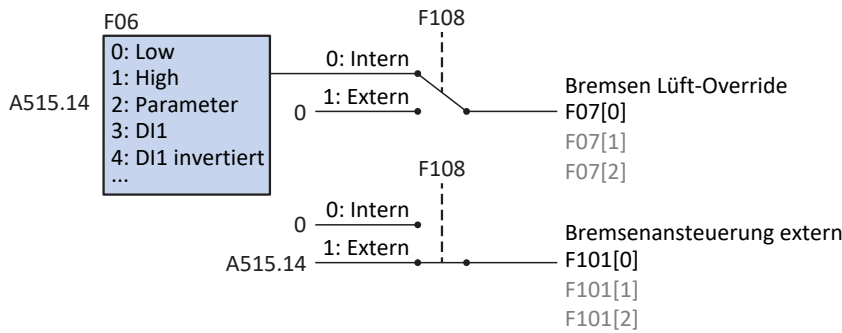 F06
0: Low
1: High
2: Parameter
3: DI1
4: DI1 invertiert
...
A515.14
F108
0: Intern
1: Extern
0
Bremsen Lüft-Override
F07[0]
F07[1]
F07[2]
F108
0: Intern
0
1: Extern
A515.14
Bremsenansteuerung extern
F101[0]
F101[1]
F101[2]